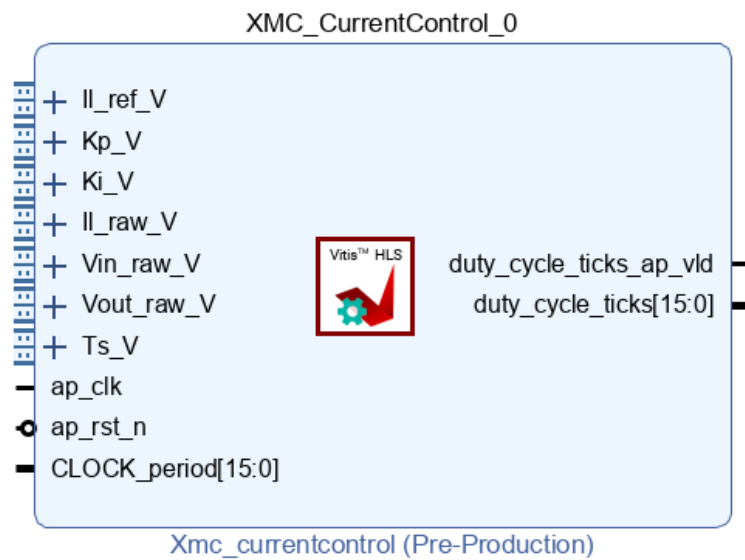 XMC_CurrentControl_0
Il_ref_V
Kp_V
Ki_V
Il_raw_V
Vin_raw_V
Vout_raw_V
Ts_V
ap_clk
ap_rst_n
CLOCK_period[15:0]
Vitis™ HLS
duty_cycle_ticks_ap_vld
duty_cycle_ticks[15:0]
Xmc_currentcontrol (Pre-Production)